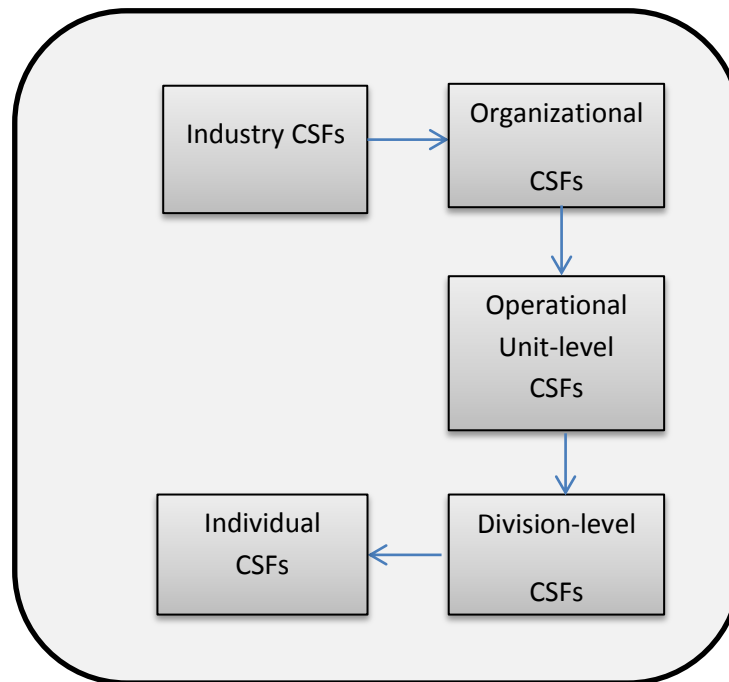 Industry CSFs
Organizational
CSFs
Operational
Unit-level
CSFs
Individual
CSFs
Division-level
CSFs